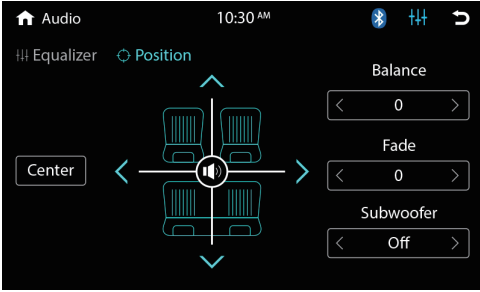 Audio
10:30 AM
Equalizer
Position
Balance
0
Fade
0
Center
Subwoofer
Off